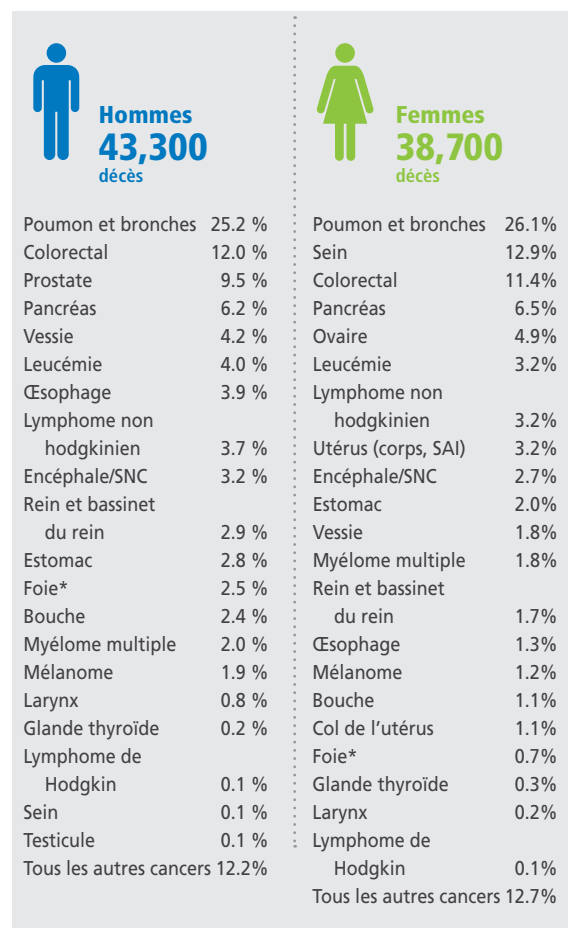 Hommes
43,300
décès
Poumon et bronches 25.2 %
Colorectal 12.0 %
Prostate 9.5 %
Pancréas 6.2 %
Vessie 4.2 %
Leucémie 4.0 %
Œsophage 3.9 %
Lymphome non
hodgkinien 3.7 %
Encéphale/SNC 3.2 %
Rein et bassinet
du rein 2.9 %
Estomac 2.8 %
Foie* 2.5 %
Bouche 2.4 %
Myélome multiple 2.0 %
Mélanome 1.9 %
Larynx 0.8 %
Glande thyroïde 0.2 %
Lymphome de
Hodgkin 0.1 %
Sein 0.1 %
Testicule 0.1 %
Tous les autres cancers 12.2%
Femmes
38,700
décès
Poumon et bronches 26.1%
Sein 12.9%
Colorectal 11.4%
Pancréas 6.5%
Ovaire 4.9%
Leucémie 3.2%
Lymphome non
hodgkinien 3.2%
Utérus (corps, SAI) 3.2%
Encéphale/SNC 2.7%
Estomac 2.0%
Vessie 1.8%
Myélome multiple 1.8%
Rein et bassinet
du rein 1.7%
Œsophage 1.3%
Mélanome 1.2%
Bouche 1.1%
Col de l’utérus 1.1%
Foie* 0.7%
Glande thyroïde 0.3%
Larynx 0.2%
Lymphome de
Hodgkin 0.1%
Tous les autres cancers 12.7%